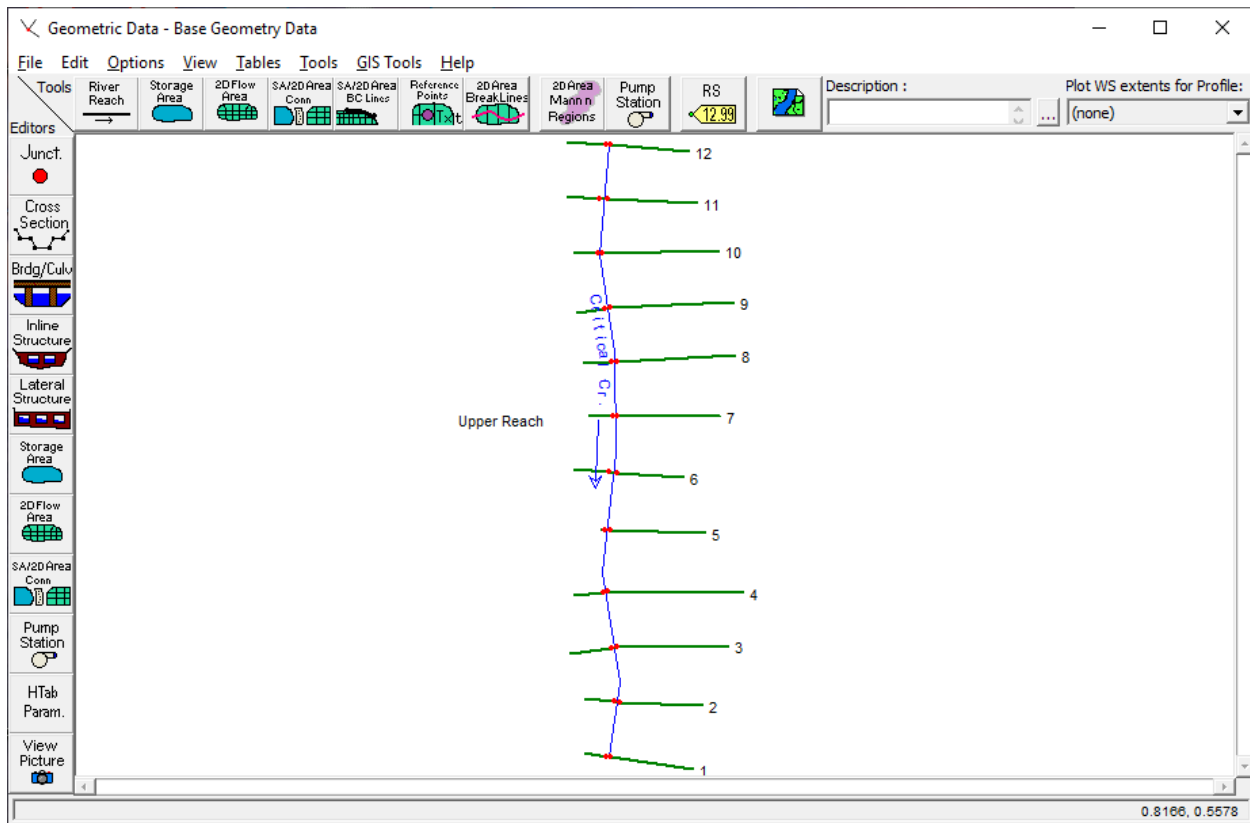 Geometric Data - Base Geometry Data
File Edit Options View Tables Tools GIS Tools Help
Tools
Editors
River
Reach
Storage
Area
2D Flow
Area
SA/2D Area
Conn
SA/2D Area
BC Lines
Reference
Points
Txt
2D Area
BreakLines
2D Area
Mann n
Regions
Pump
Station
RS
12.99
Description :
...
Plot WS extents for Profile:
(none)
Junct.
Cross
Section
Brdg/Culv
Inline
Structure
Lateral
Structure
Storage
Area
2D Flow
Area
SA/2D Area
Conn
Pump
Station
HTab
Param.
View
Picture
12
11
10
9
Critical Cr.
8
Upper Reach
7
6
5
4
3
2
1
0.8166, 0.5578